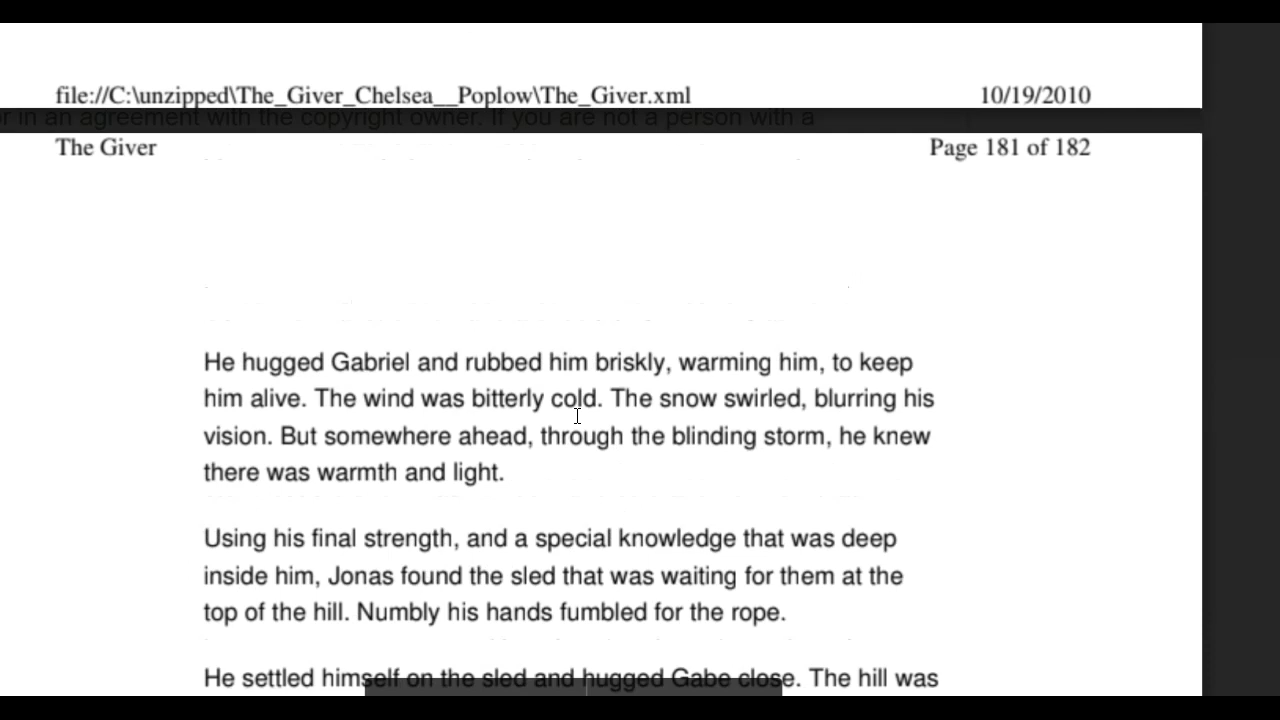 file://C:\unzipped\The_Giver_Chelsea__Poplow\The_Giver.xml 10/19/2010
or in an agreement with the copyright owner. If you are not a person with a
The Giver Page 181 of 182
He hugged Gabriel and rubbed him briskly, warming him, to keep
him alive. The wind was bitterly cold. The snow swirled, blurring his
vision. But somewhere ahead, through the blinding storm, he knew
there was warmth and light.
Using his final strength, and a special knowledge that was deep
inside him, Jonas found the sled that was waiting for them at the
top of the hill. Numbly his hands fumbled for the rope.
He settled himself on the sled and hugged Gabe close. The hill was